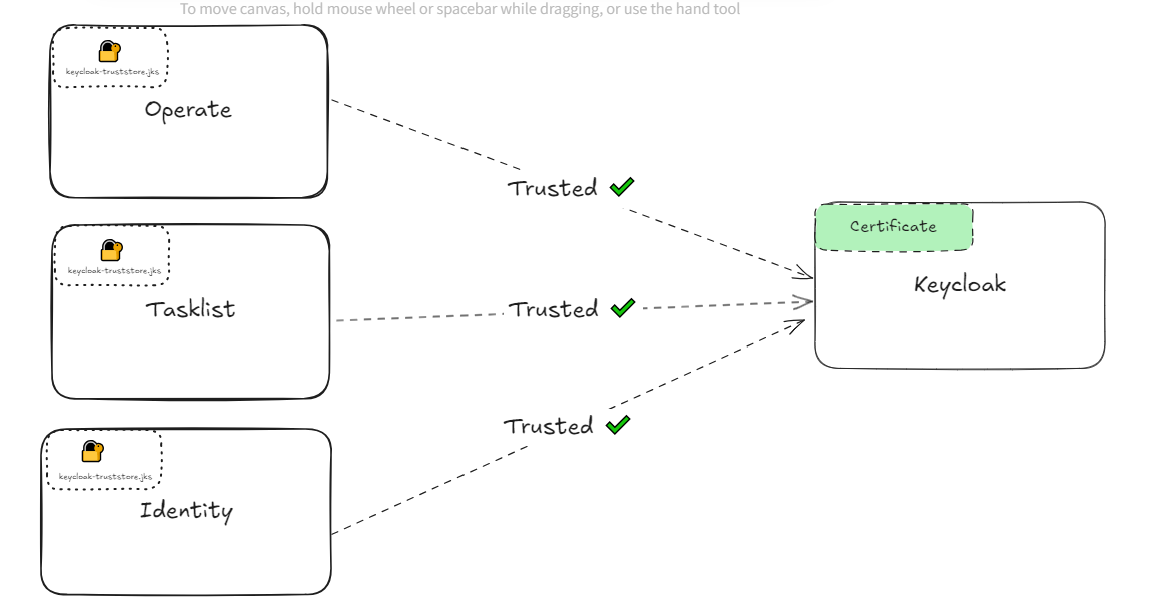 To move canvas, hold mouse wheel or spacebar while dragging, or use the hand tool
keycloak-truststore.jks
Operate
Trusted
Certificate
Keycloak
keycloak-truststore.jks
Tasklist
Trusted
Trusted
keycloak-truststore.jks
Identity